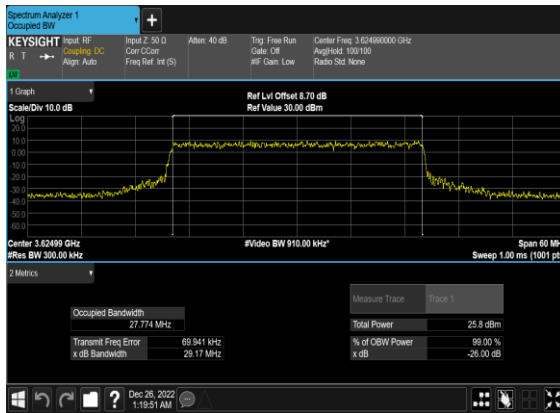 Spectrum Analyzer 1
Occupied BW
KEYSIGHT
R T
Input: RF
Coupling: DC
Align: Auto
Input Z: 50 Ω
Corr CCorr
Freq Ref: Int (S)
Atten: 40 dB
Trig: Free Run
Gate: Off
#IF Gain: Low
Center Freq: 3.624990000 GHz
Avg|Hold: 100/100
Radio Std: None
1 Graph
Scale/Div 10.0 dB
Ref Lvl Offset 8.70 dB
Ref Value 30.00 dBm
Log
20.0
10.0
0.00
-10.0
-20.0
-30.0
-40.0
-50.0
-60.0
Center 3.62499 GHz
#Res BW 300.00 kHz
#Video BW 910.00 kHz*
Span 60 MH
Sweep 1.00 ms (1001 pt
2 Metrics
Measure Trace Trace 1
Occupied Bandwidth
27.774 MHz
Total Power 25.8 dBm
Transmit Freq Error 69.941 kHz
% of OBW Power 99.00 %
x dB Bandwidth 29.17 MHz
x dB -26.00 dB
?
Dec 26, 2022
1:19:51 AM